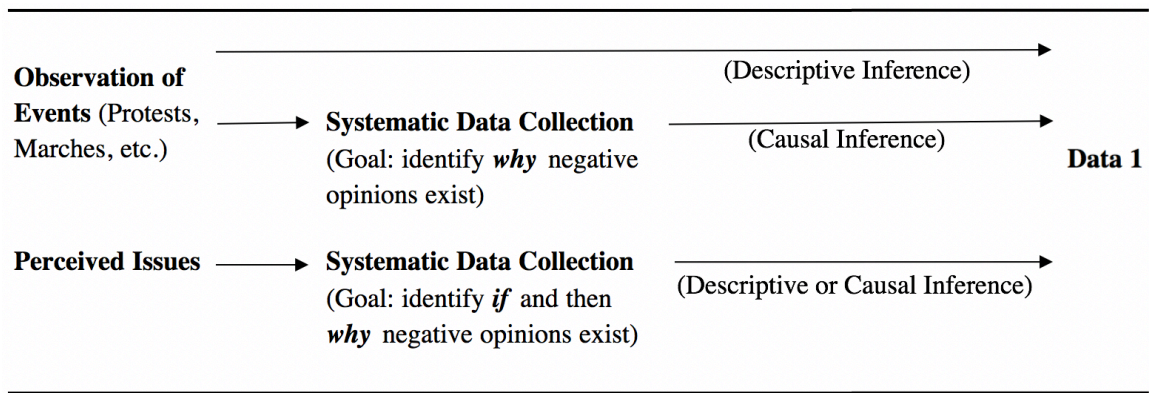 (Descriptive Inference)
Observation of
Events (Protests,
Marches, etc.)
Systematic Data Collection
(Goal: identify why negative
opinions exist)
(Causal Inference)
Data 1
Perceived Issues
Systematic Data Collection
(Goal: identify if and then
why negative opinions exist)
(Descriptive or Causal Inference)